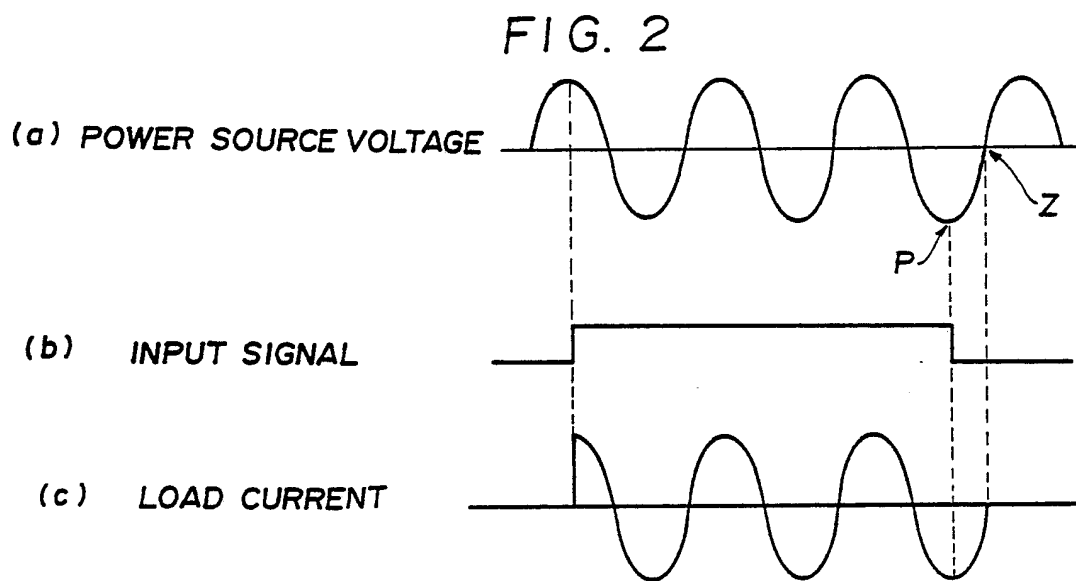 FIG. 2
(a) POWER SOURCE VOLTAGE
Z
P
(b) INPUT SIGNAL
(c) LOAD CURRENT